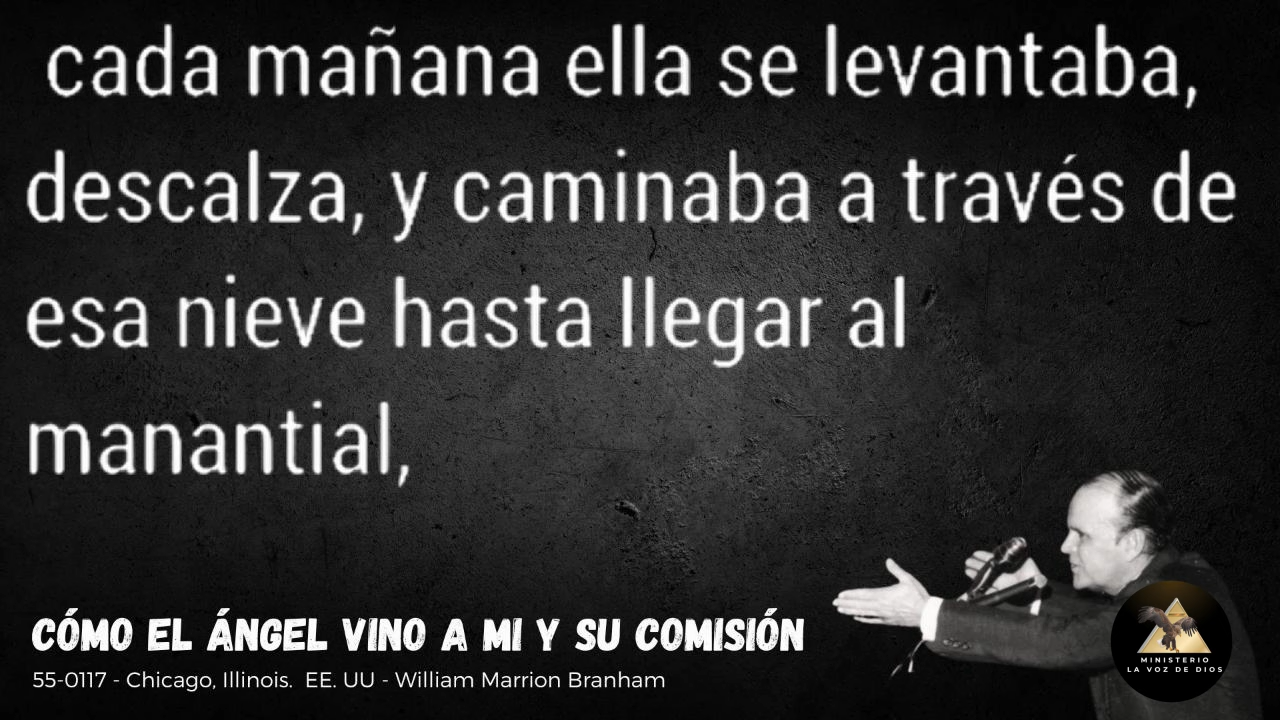 cada mañana ella se levantaba,
descalza, y caminaba a través de
esa nieve hasta llegar al
manantial,
CÓMO EL ÁNGEL VINO A MI Y SU COMISIÓN
55-0117 - Chicago, Illinois. EE. UU - William Marrion Branham
MINISTERIO
LA VOZ DE DIOS